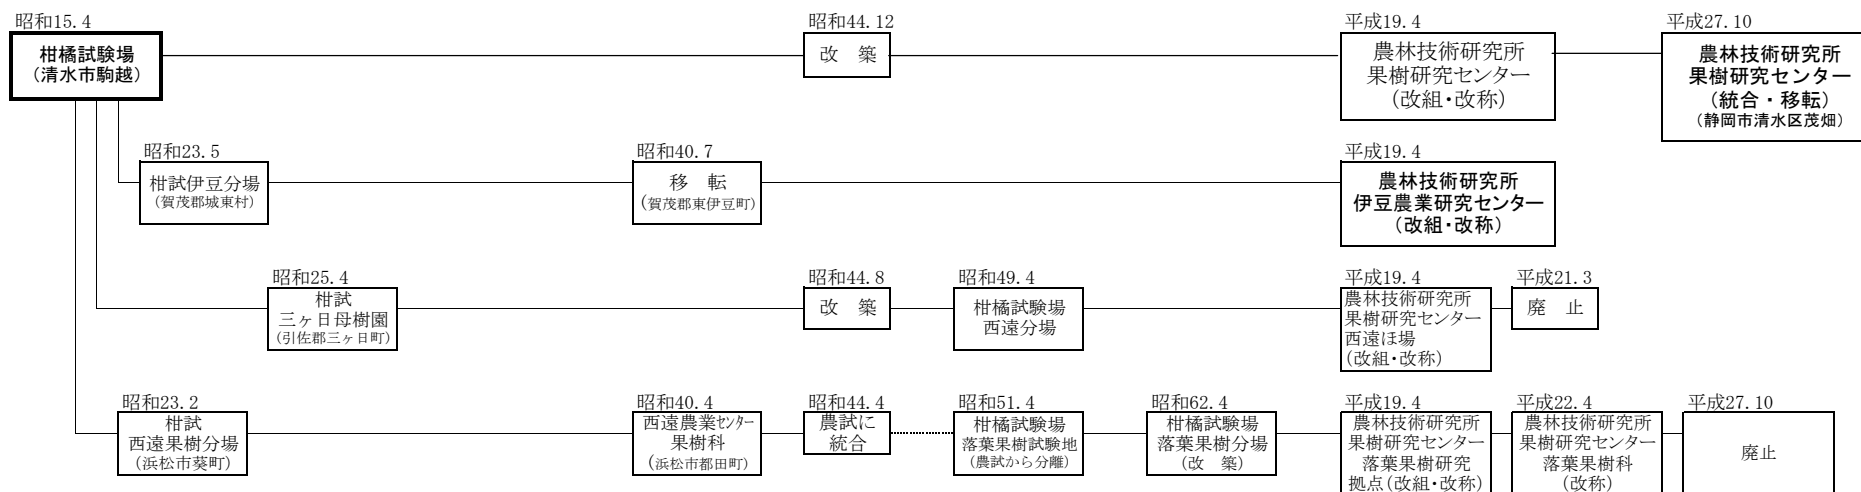 昭和15.4
柑橘試験場
(清水市駒越)
昭和44.12
改　築
平成19.4
農林技術研究所
果樹研究センター
(改組・改称)
平成27.10
農林技術研究所
果樹研究センター
(統合・移転)
(静岡市清水区茂畑)
昭和23.5
柑試伊豆分場
(賀茂郡城東村)
昭和40.7
移　転
(賀茂郡東伊豆町)
平成19.4
農林技術研究所
伊豆農業研究センター
(改組・改称)
昭和25.4
柑試
三ヶ日母樹園
(引佐郡三ヶ日町)
昭和44.8
改　築
昭和49.4
柑橘試験場
西遠分場
平成19.4
農林技術研究所
果樹研究センター
西遠ほ場
(改組・改称)
平成21.3
廃　止
昭和23.2
柑試
西遠果樹分場
(浜松市葵町)
昭和40.4
西遠農業センター
果樹科
(浜松市都田町)
昭和44.4
農試に
統合
昭和51.4
柑橘試験場
落葉果樹試験地
(農試から分離)
昭和62.4
柑橘試験場
落葉果樹分場
(改　築)
平成19.4
農林技術研究所
果樹研究センター
落葉果樹研究
拠点(改組・改称)
平成22.4
農林技術研究所
果樹研究センター
落葉果樹科
(改称)
平成27.10
廃止